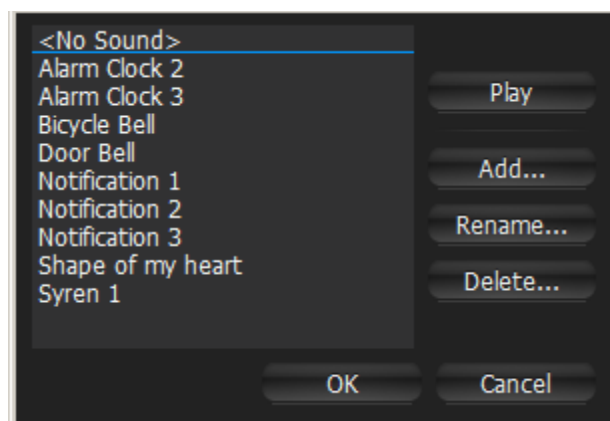 <No Sound>
Alarm Clock 2
Alarm Clock 3
Bicycle Bell
Door Bell
Notification 1
Notification 2
Notification 3
Shape of my heart
Syren 1
Play
Add...
Rename...
Delete...
OK
Cancel